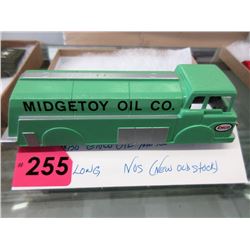 MIDGETOY OIL CO.
# 255
LONG
NOS (NEW OLD STOCK)